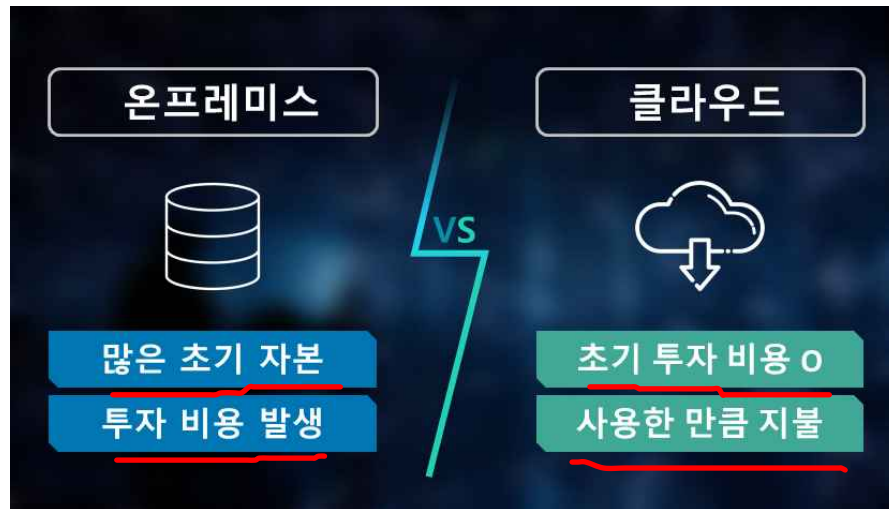 온프레미스
VS
클라우드
많은 초기 자본
투자 비용 발생
초기 투자 비용 0
사용한 만큼 지불